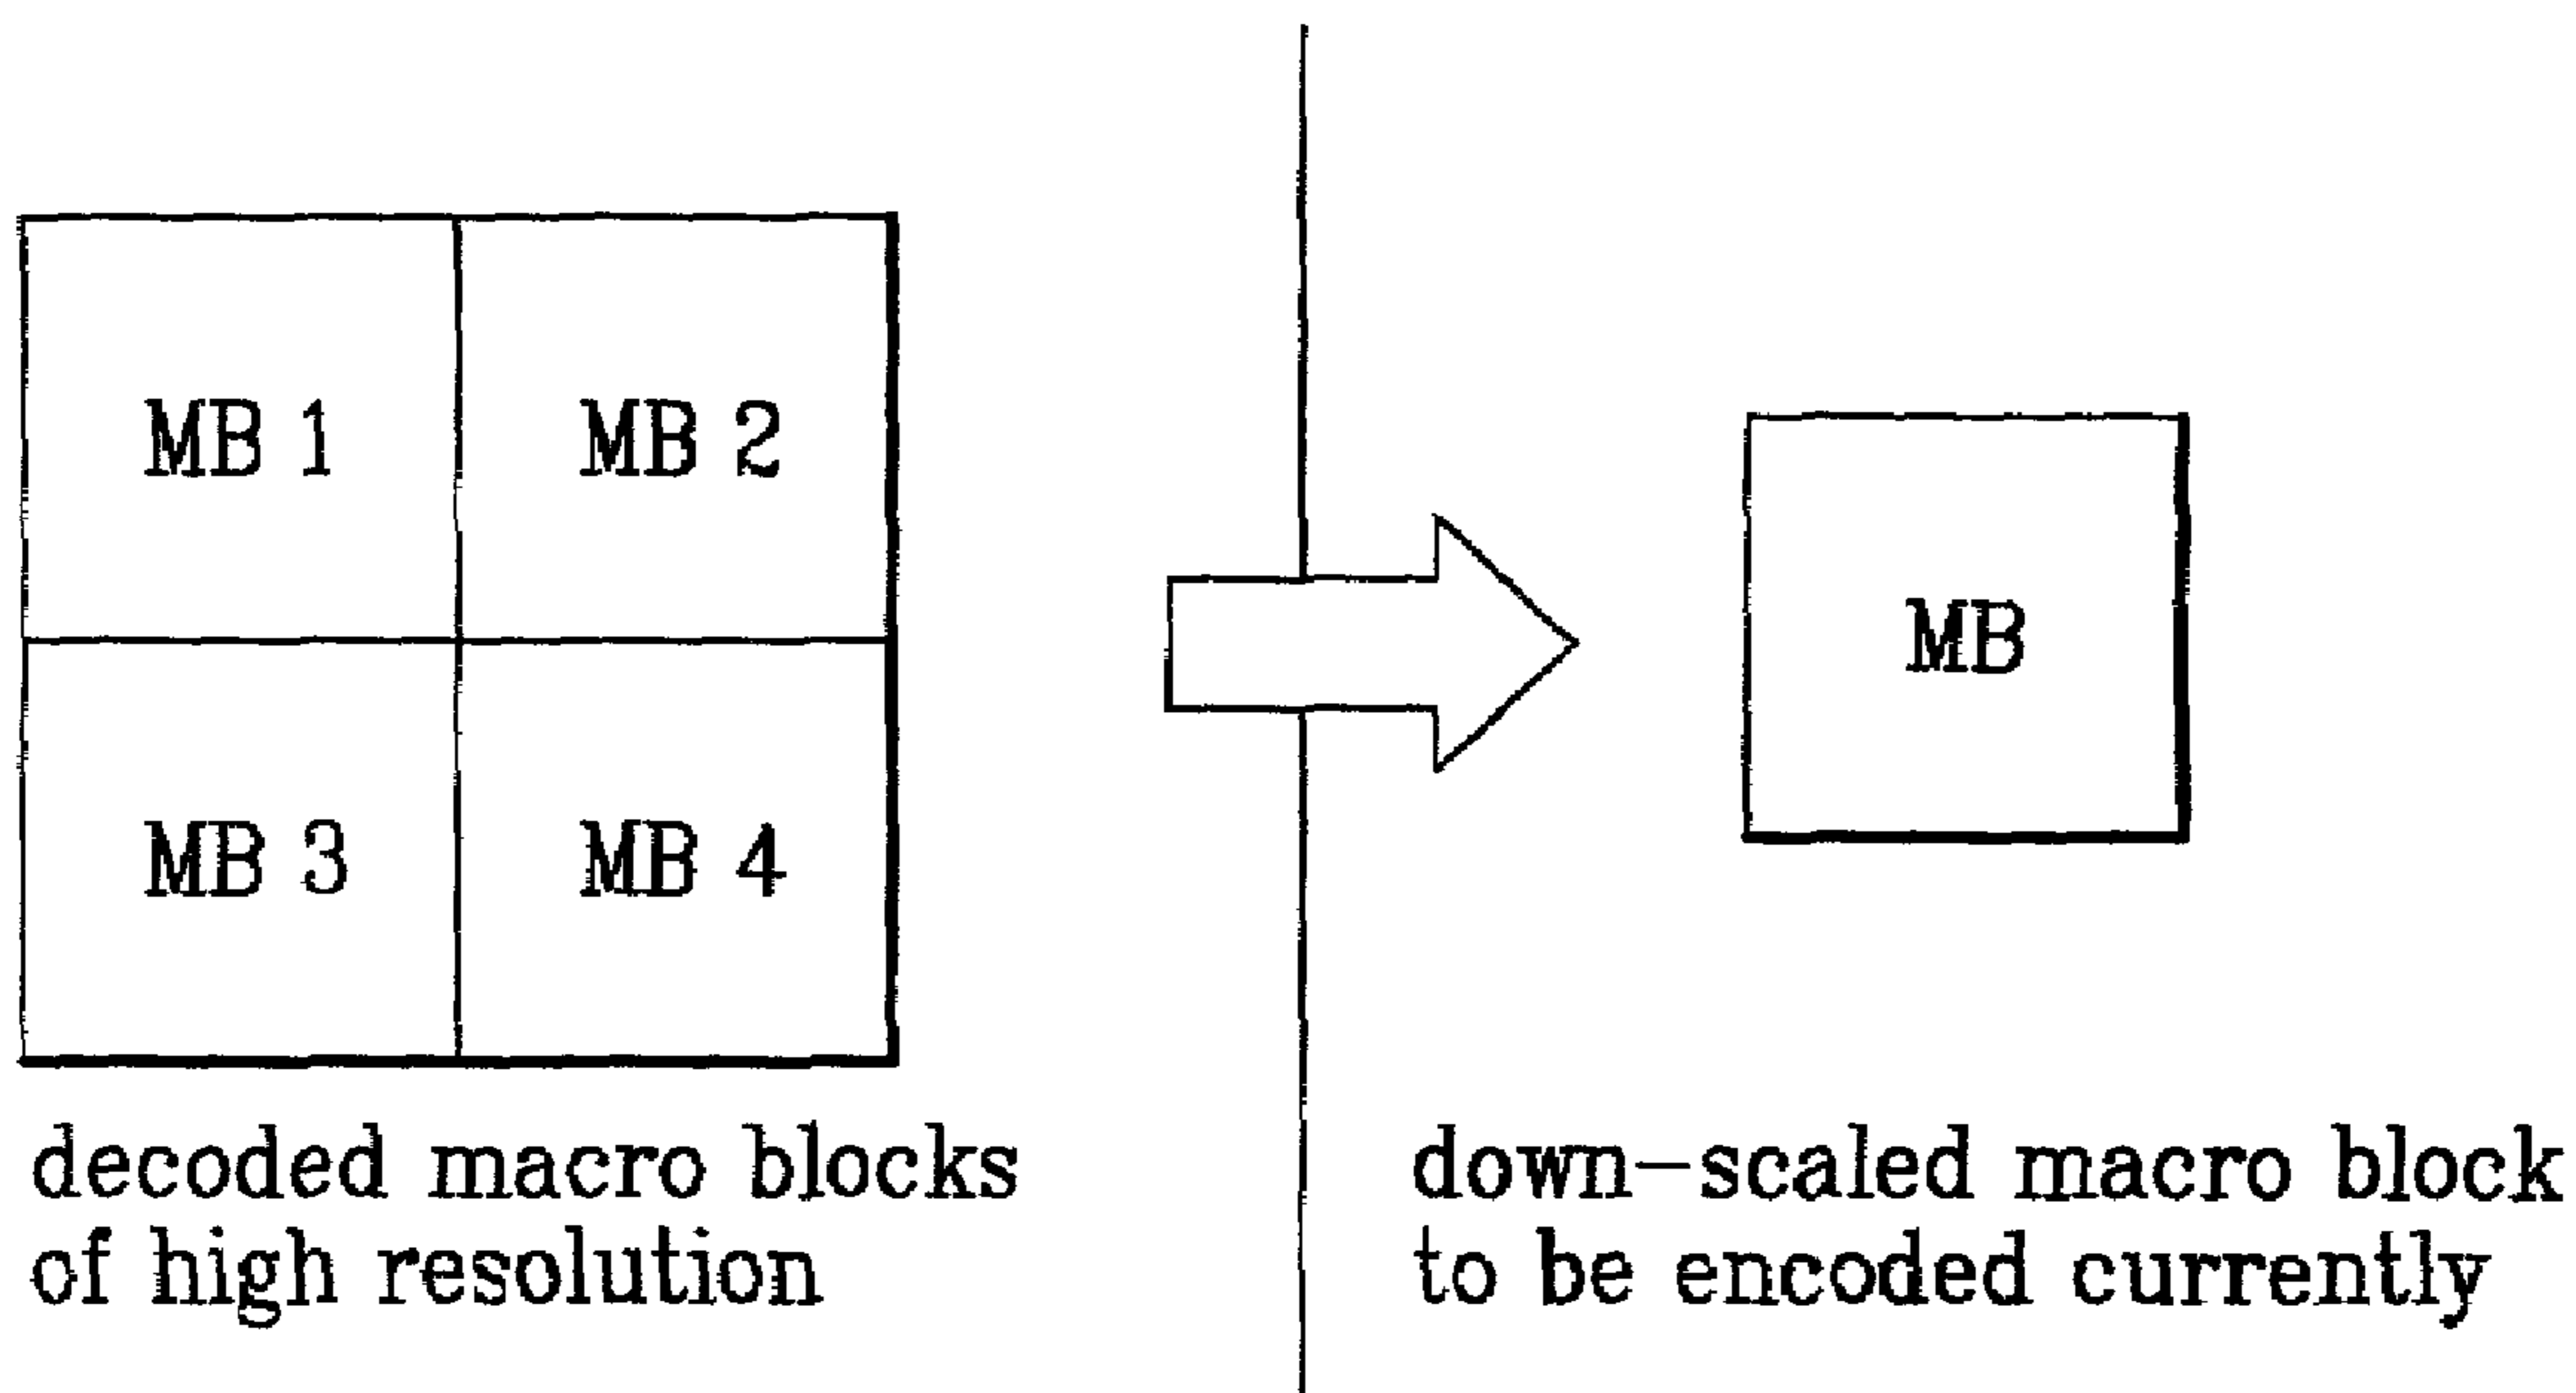 MB 1 MB 2
MB
MB 3 MB 4
decoded macro blocks
of high resolution
down-scaled macro block
to be encoded currently